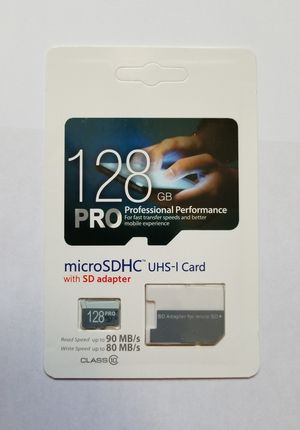 128 GB
PRO Professional Performance
For fast transfer speeds and better
mobile experience
microSDHC™ UHS-I Card
with SD adapter
128 PRO
SD Adapter for micro SD
Read Speed up to 90 MB/s
Write Speed up to 80 MB/s
CLASS 10